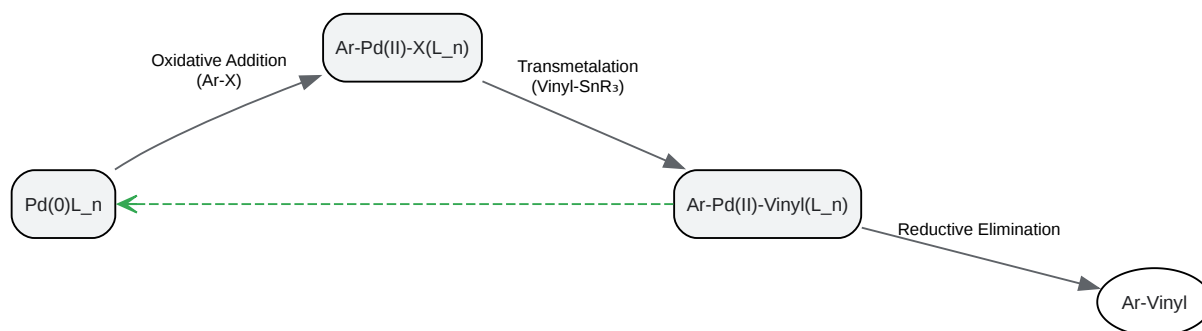 Ar-Pd(II)-X(L_n)
Oxidative Addition
(Ar-X)
Transmetalation
(Vinyl-SnR₃)
Pd(0)L_n
Ar-Pd(II)-Vinyl(L_n)
Reductive Elimination
Ar-Vinyl